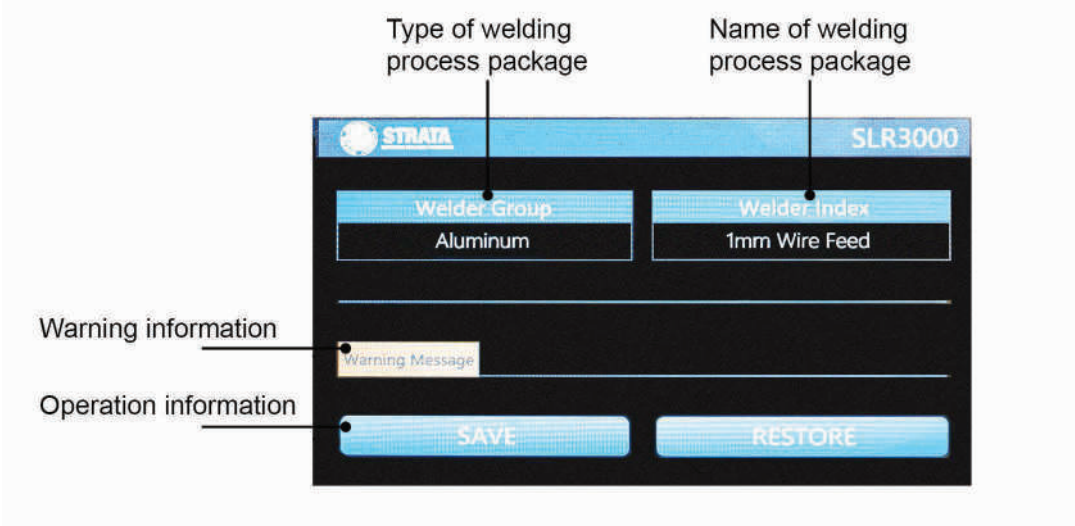 Type of welding
process package
Name of welding
process package
STRATA
SLR3000
Welder Group
Welder Index
Aluminum
1mm Wire Feed
Warning information
Warning Message
Operation information
SAVE
RESTORE